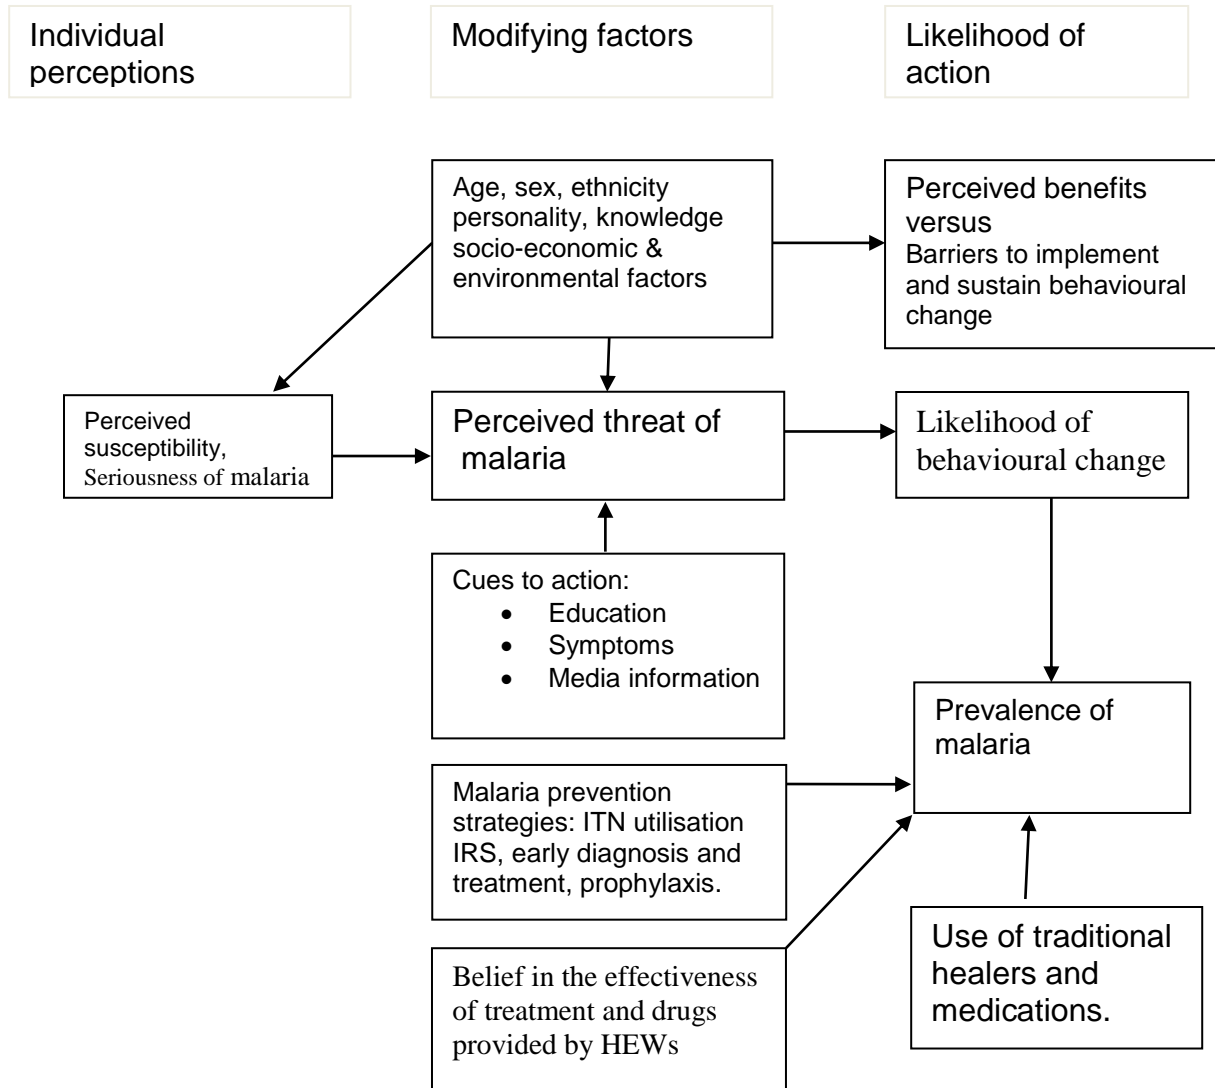 Individual
perceptions
Modifying factors
Likelihood of
action
Age, sex, ethnicity
personality, knowledge
socio-economic &
environmental factors
Perceived benefits
versus
Barriers to implement
and sustain behavioural
change
Perceived
susceptibility,
Seriousness of malaria
Perceived threat of
malaria
Likelihood of
behavioural change
Cues to action:
• Education
• Symptoms
• Media information
Prevalence of
malaria
Malaria prevention
strategies: ITN utilisation
IRS, early diagnosis and
treatment, prophylaxis.
Use of traditional
healers and
medications.
Belief in the effectiveness
of treatment and drugs
provided by HEWs